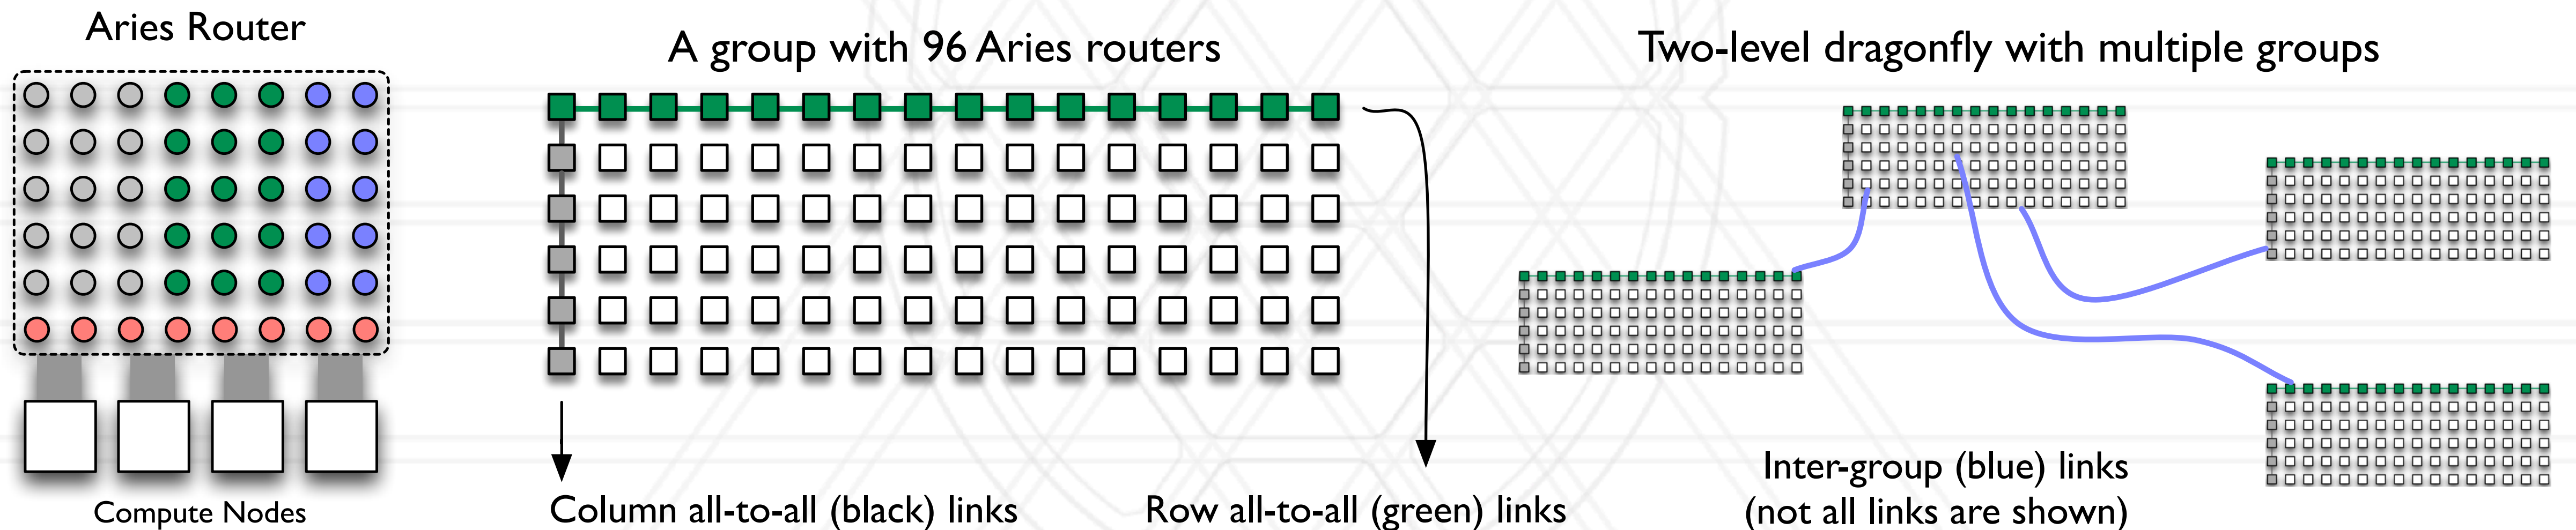 Aries Router
Compute Nodes
A group with 96 Aries routers
Column all-to-all (black) links
Row all-to-all (green) links
Two-level dragonfly with multiple groups
Inter-group (blue) links
(not all links are shown)